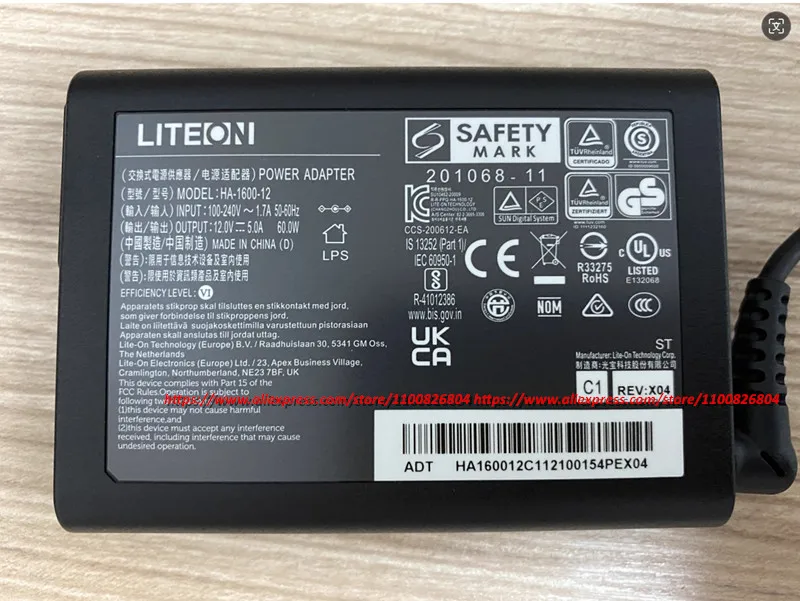 LITEON
(交換式電源供應器/电源适配器) POWER ADAPTER
(型號/型号) MODEL: HA-1600-12
(輸入/输入) INPUT: 100-240V ~ 1.7A 50-60Hz
(輸出/输出) OUTPUT: 12.0V ⎓ 5.0A 60.0W
(中國製造/中国制造) MADE IN CHINA (D)
(警告): 限用于信息技术设备及室内使用
(警告): 限使用於資訊類產品及室内使用
EFFICIENCY LEVEL: VI
LPS
Apparatets stikprop skal tilsluttes en stikkontakt med jord,
som giver forbindelse til stikproppens jord.
Laite on liitettävä suojakoskettimilla varustettuun pistorasiaan
Apparaten skall anslutas till jordat uttag.
Lite-On Technology (Europe) B.V. / Raadhuislaan 30, 5341 GM Oss,
The Netherlands
Lite-On Electronics (Europe) Ltd. / 23, Apex Business Village,
Cramlington, Northumberland, NE23 7BF, UK
This device complies with Part 15 of the
FCC Rules.Operation is subject to
following two
(1)this device may not cause harmful
interference,and
(2)this device must accept any interference
received, including interference that may cause
undesired operation.
SAFETY
MARK
201068-11
CCS-200612-EA
IS 13252 (Part 1)/
IEC 60950-1
R-41012386
www.bis.gov.in
UK
CA
SUN Digital System
PSE
TÜVRheinland
CERTIFICADO
TÜVRheinland
ZERTIFIZIERT
S
GS
CE
R33275
RoHS
c UL US
LISTED
E132068
NOM
CCC
ST
Manufacturer: Lite-On Technology Corp.
制造商: 光宝科技股份有限公司
C1
REV:X04
https://www.aliexpress.com/store/1100826804 https://www.aliexpress.com/store/1100826804
ADT HA160012C112100154PEX04